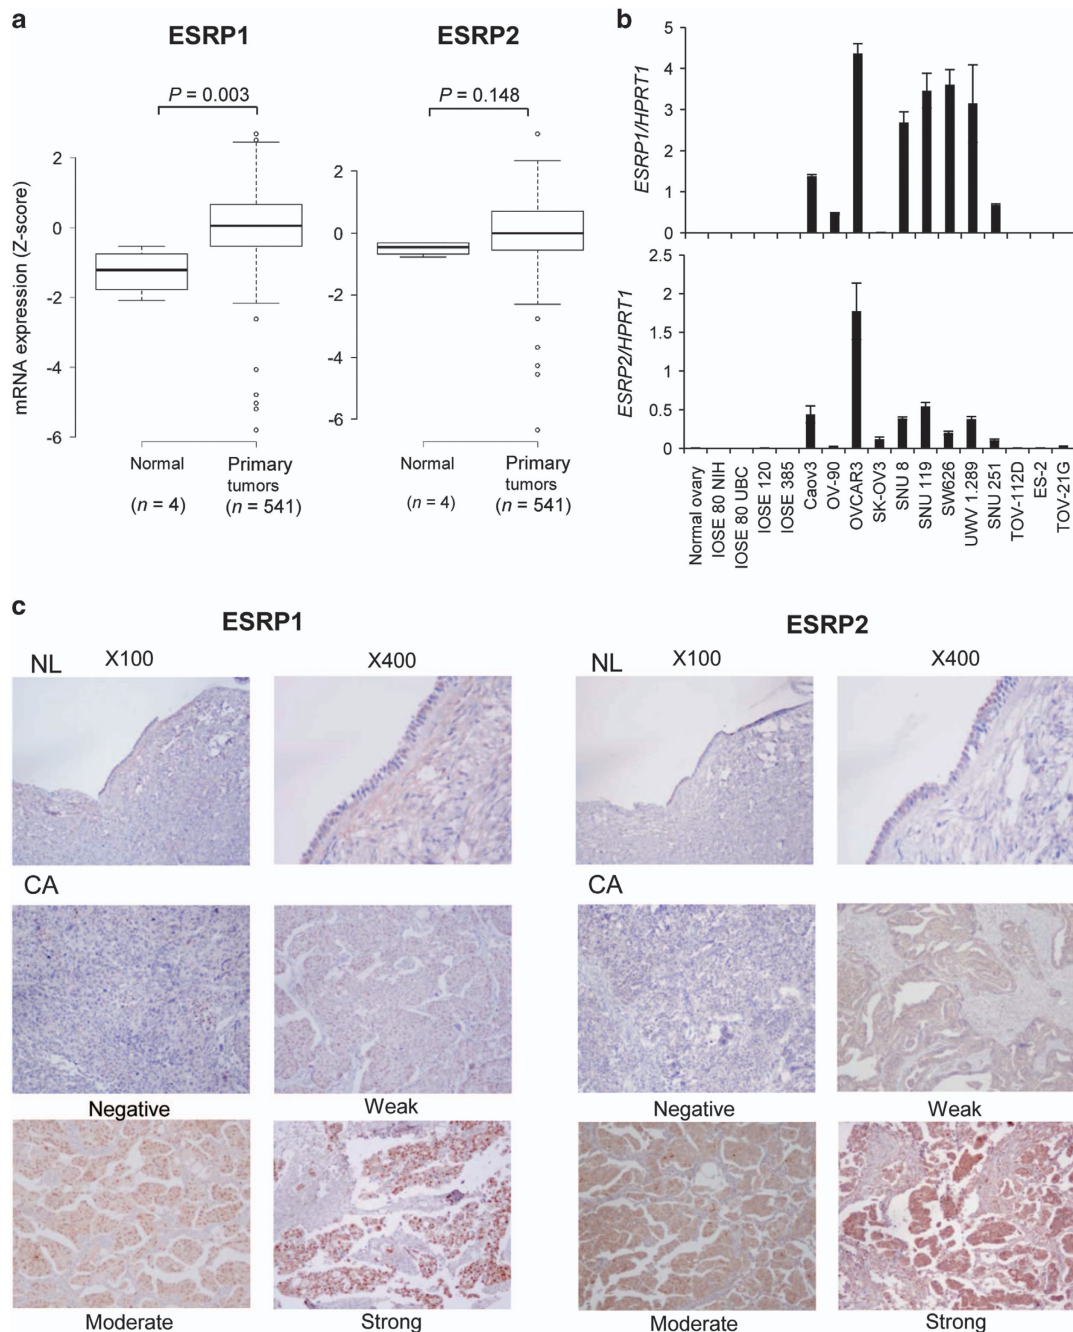 a
ESRP1
ESRP2
P = 0.003
P = 0.148
mRNA expression (Z-score)
2
0
-2
-4
-6
2
0
-2
-4
-6
Normal
Primary tumors
(n = 4)
(n = 541)
Normal
Primary tumors
(n = 4)
(n = 541)
b
ESRP1/HPRT1
5
4
3
2
1
0
ESRP2/HPRT1
2.5
2
1.5
1
0.5
0
Normal ovary
IOSE 80 NIH
IOSE 80 UBC
IOSE 120
IOSE 385
Caov3
OV-90
OVCAR3
SK-OV3
SNU 8
SNU 119
SW626
UWV 1.289
SNU 251
TOV-112D
ES-2
TOV-21G
c
ESRP1
ESRP2
NL
X100
X400
NL
X100
X400
CA
CA
Negative
Weak
Negative
Weak
Moderate
Strong
Moderate
Strong